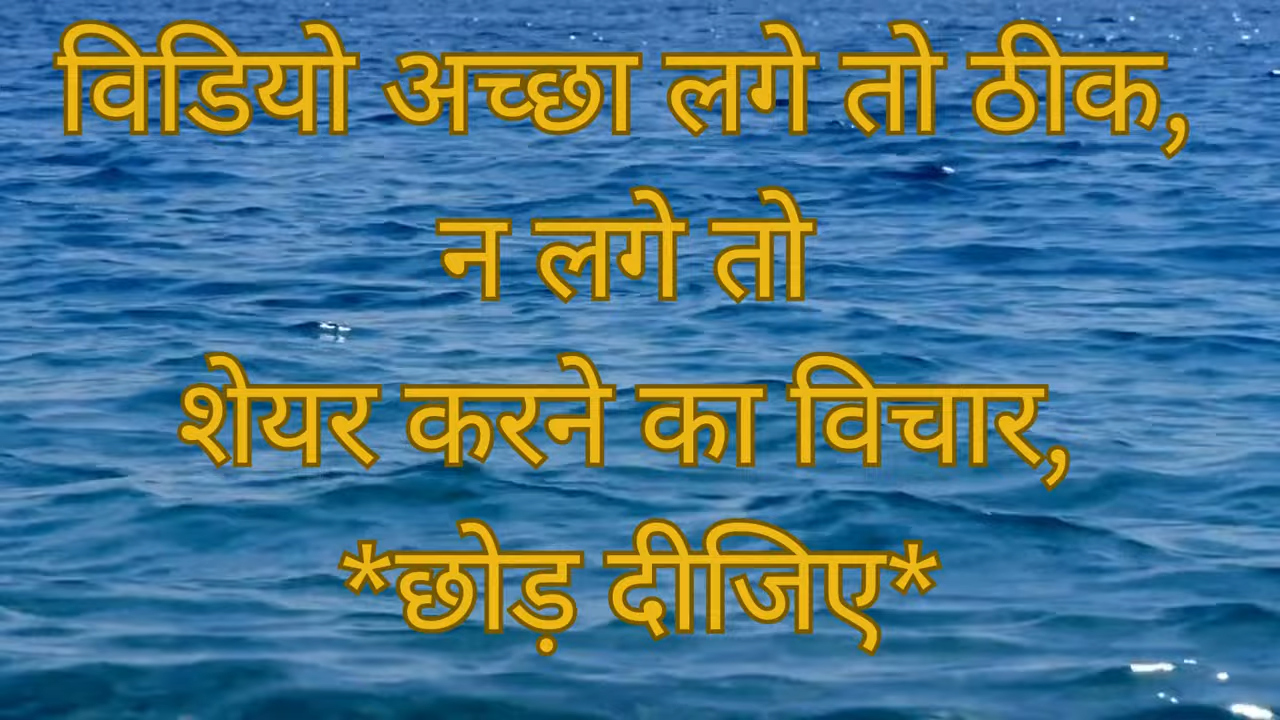 विडियो अच्छा लगे तो ठीक,
न लगे तो
शेयर करने का विचार,
*छोड़ दीजिए*